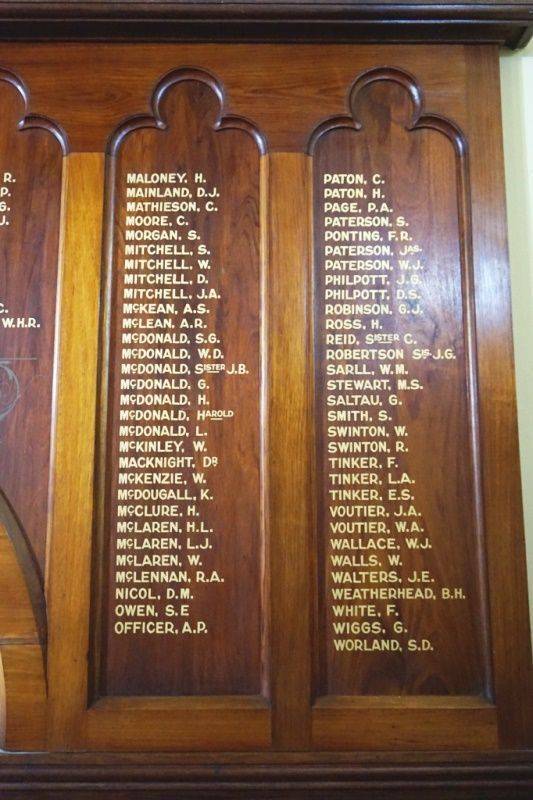 R.
P.
G.
J.
C.
W.H.R.
MALONEY, H.
MAINLAND, D.J.
MATHIESON, C.
MOORE, C.
MORGAN, S.
MITCHELL, S.
MITCHELL, W.
MITCHELL, D.
MITCHELL, J.A.
McKEAN, A.S.
McLEAN, A.R.
McDONALD, S.G.
McDONALD, W.D.
McDONALD, SISTER J.B.
McDONALD, G.
McDONALD, H.
McDONALD, HAROLD
McDONALD, L.
McKINLEY, W.
MACKNIGHT, DR
McKENZIE, W.
McDOUGALL, K.
McCLURE, H.
McLAREN, H.L.
McLAREN, L.J.
McLAREN, W.
McLENNAN, R.A.
NICOL, D.M.
OWEN, S.E
OFFICER, A.P.
PATON, C.
PATON, H.
PAGE, P.A.
PATERSON, S.
PONTING, F.R.
PATERSON, JAS.
PATERSON, W.J.
PHILPOTT, J.G.
PHILPOTT, D.S.
ROBINSON, G.J.
ROSS, H.
REID, SISTER C.
ROBERTSON SIS. J.G.
SARLL, W.M.
STEWART, M.S.
SALTAU, G.
SMITH, S.
SWINTON, W.
SWINTON, R.
TINKER, F.
TINKER, L.A.
TINKER, E.S.
VOUTIER, J.A.
VOUTIER, W.A.
WALLACE, W.J.
WALLS, W.
WALTERS, J.E.
WEATHERHEAD, B.H.
WHITE, F.
WIGGS, G.
WORLAND, S.D.